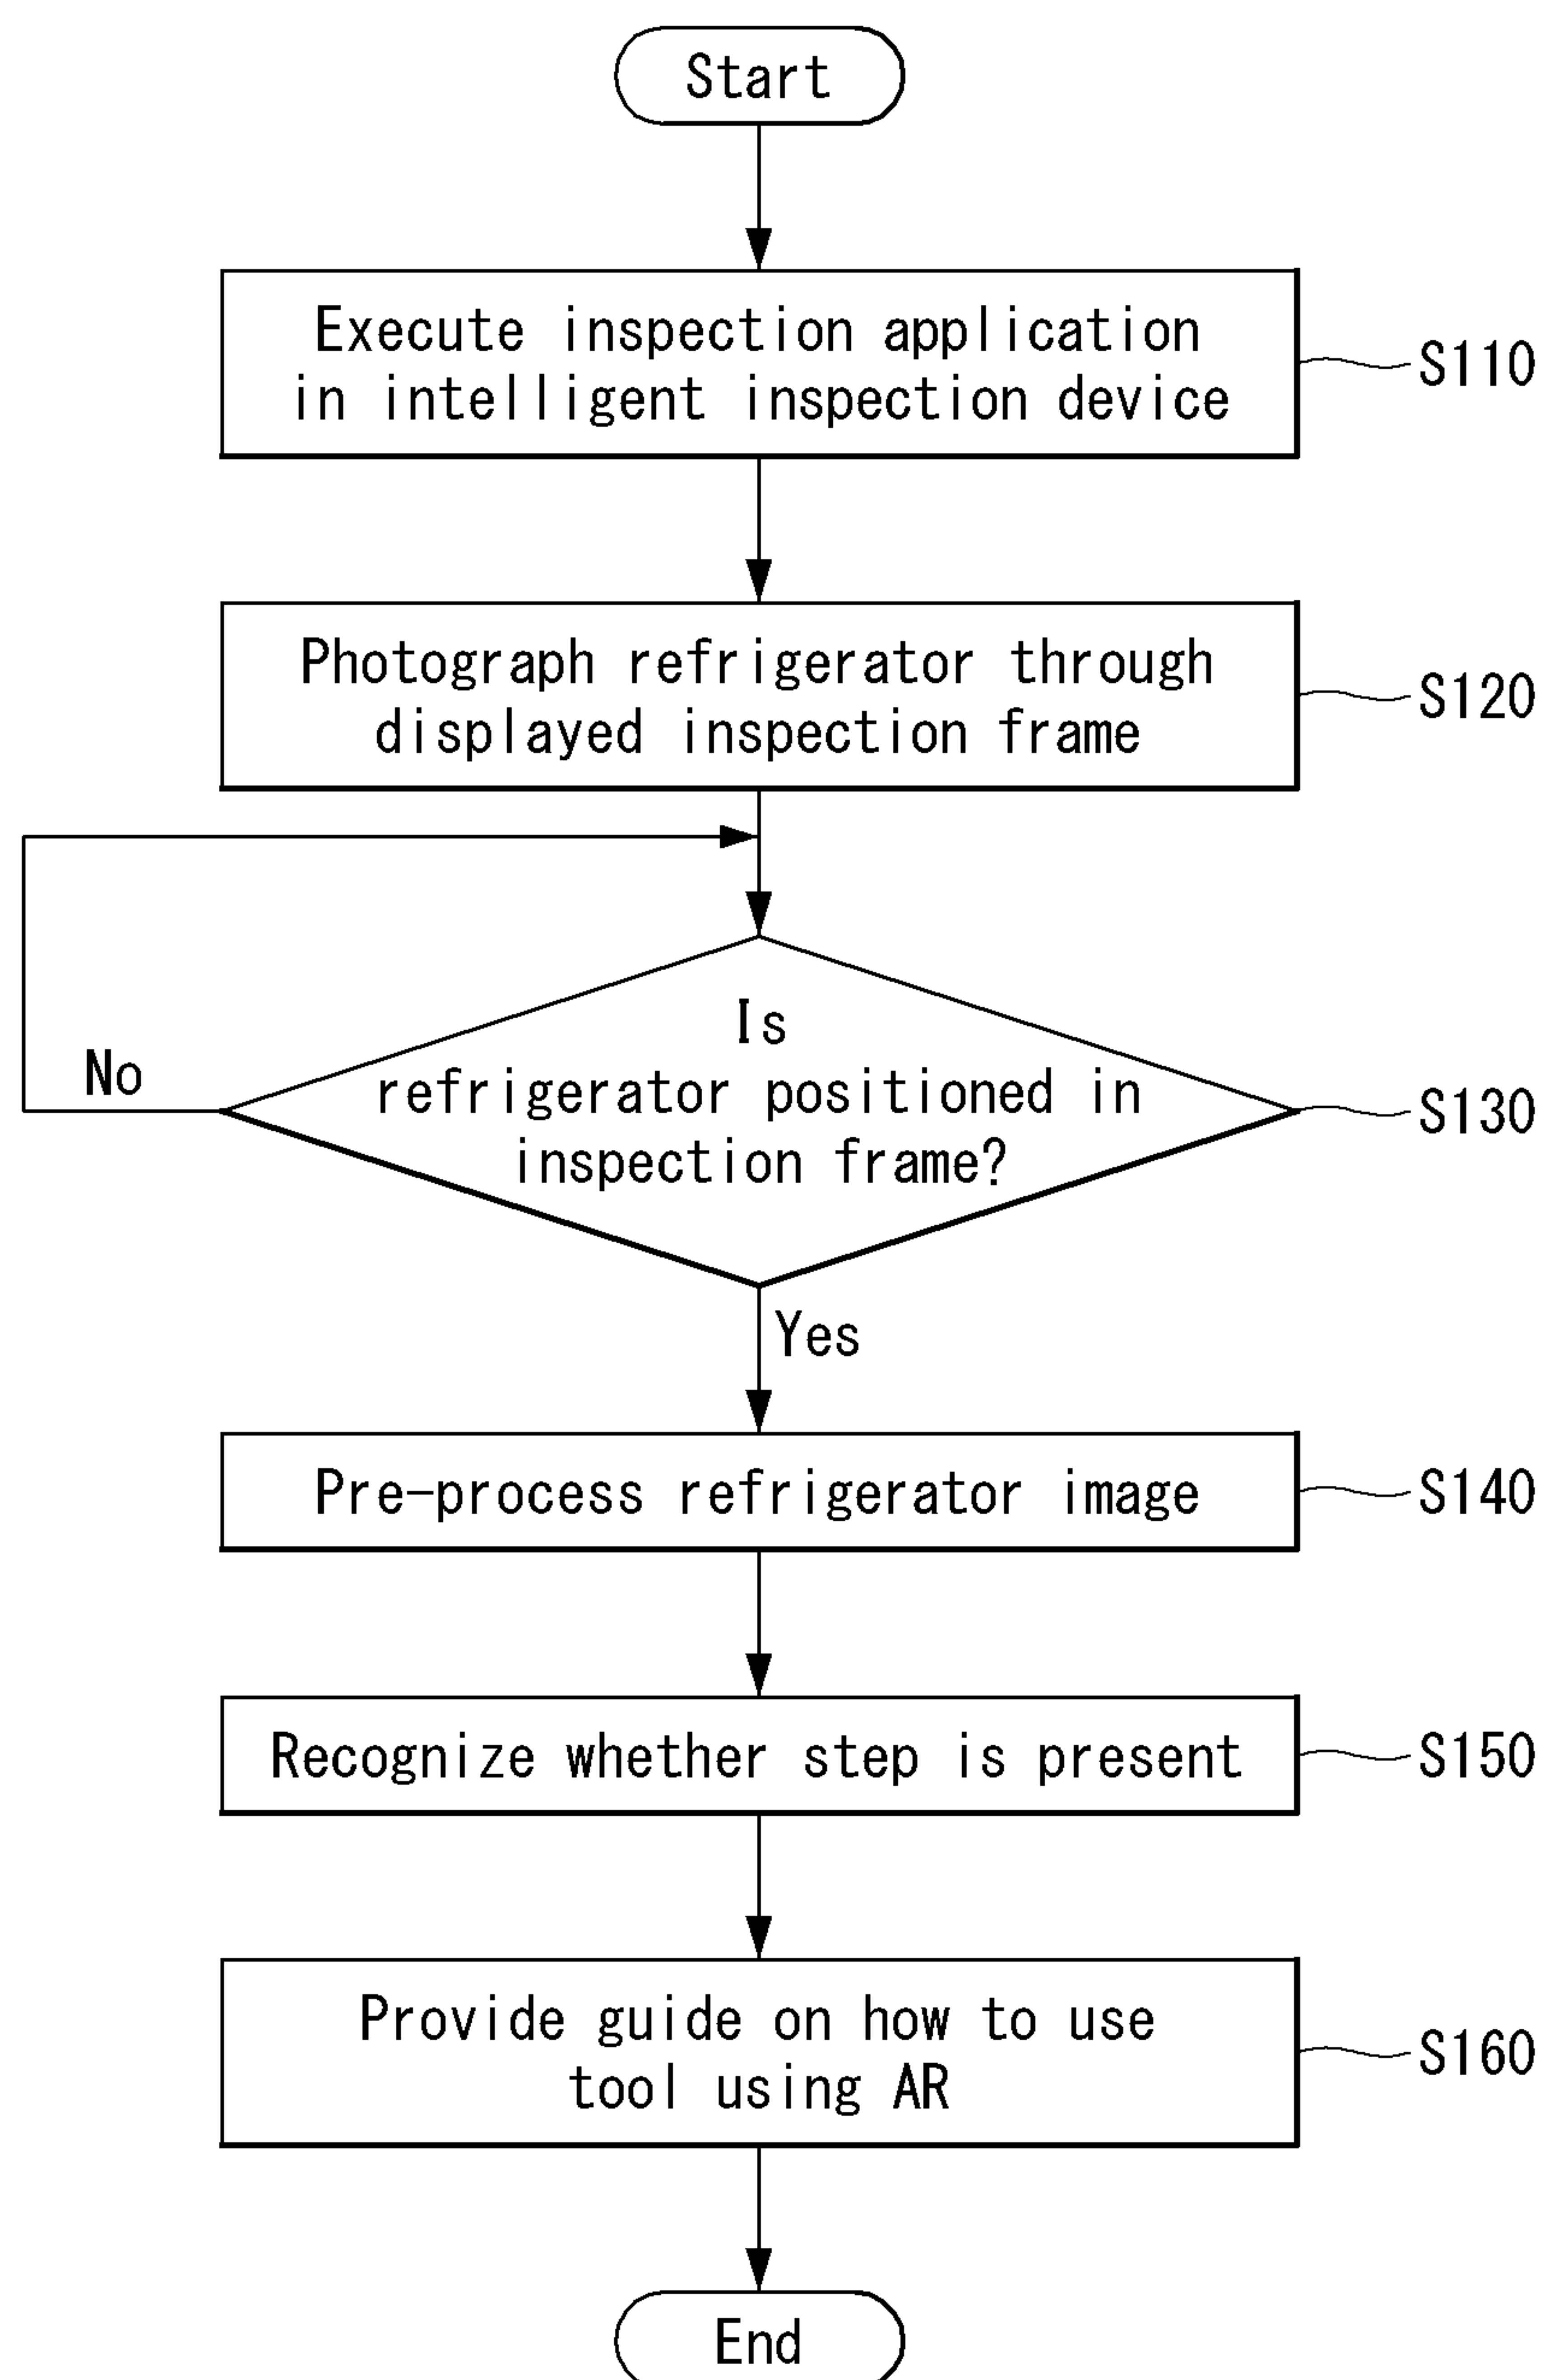 Start
Execute inspection application
in intelligent inspection device
S110
Photograph refrigerator through
displayed inspection frame
S120
Is
refrigerator positioned in
inspection frame?
S130
No
Yes
Pre-process refrigerator image
S140
Recognize whether step is present
S150
Provide guide on how to use
tool using AR
S160
End